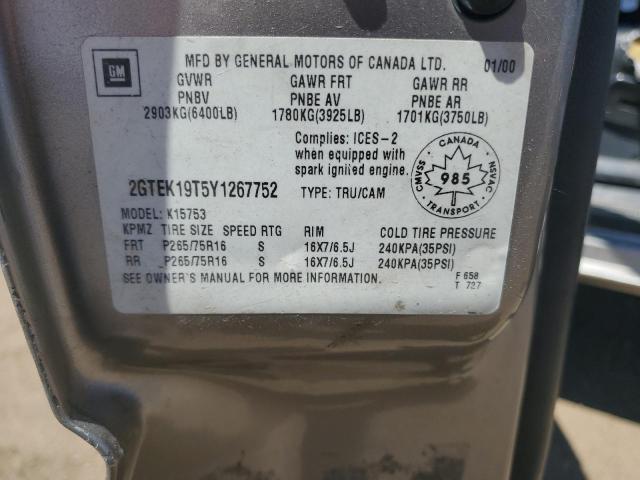 GM
MFD BY GENERAL MOTORS OF CANADA LTD. 01/00
GVWR GAWR FRT GAWR RR
PNBV PNBE AV PNBE AR
2903KG(6400LB) 1780KG(3925LB) 1701KG(3750LB)
Complies: ICES-2
when equipped with
spark ignited engine.
2GTEK19T5Y1267752 TYPE: TRU/CAM
CANADA
CMVSS 985 NSVAC
TRANSPORT
MODEL: K15753
KPMZ TIRE SIZE SPEED RTG RIM COLD TIRE PRESSURE
FRT P265/75R16 S 16X7/6.5J 240KPA(35PSI)
RR P265/75R16 S 16X7/6.5J 240KPA(35PSI)
SEE OWNER'S MANUAL FOR MORE INFORMATION.
F 658
T 727